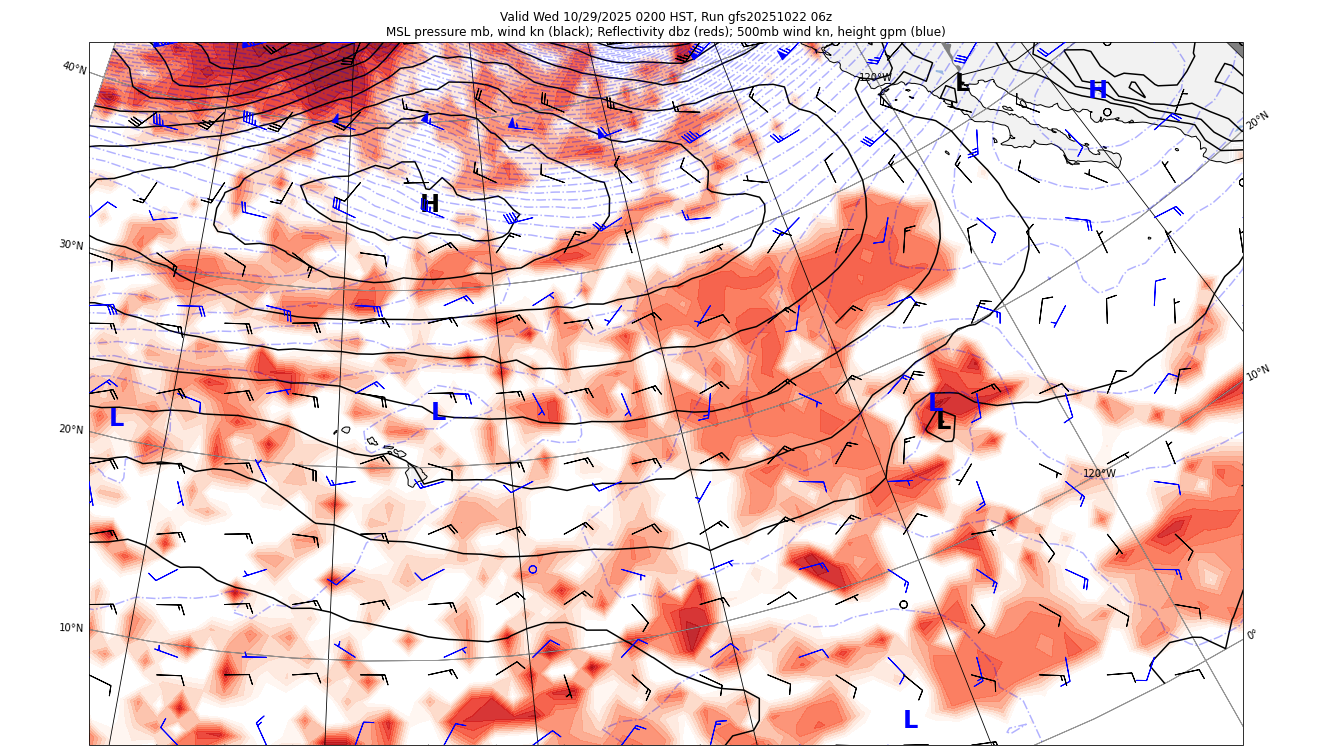 Valid Wed 10/29/2025 0200 HST, Run gfs20251022 06z
MSL pressure mb, wind kn (black); Reflectivity dbz (reds); 500mb wind kn, height gpm (blue)
40°N
120°W
L
H
20°N
H
30°N
10°N
L
L
L
L
20°N
120°W
10°N
0°
L